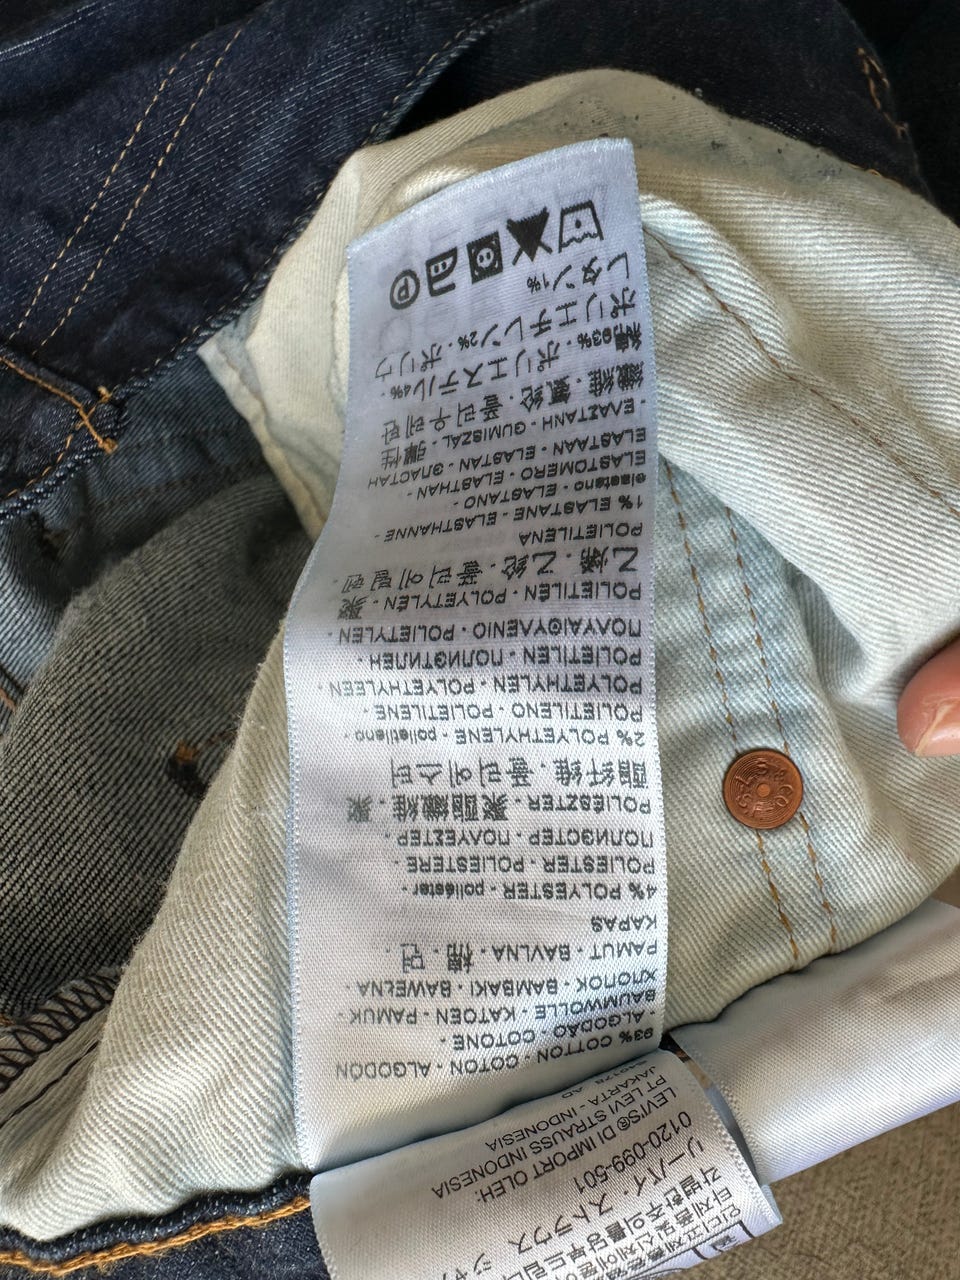 リーバイ・ストラウス
0120-099-501
LEVI'S® DI IMPORT OLEH:
PT LEVI STRAUSS INDONESIA
JAKARTA - INDONESIA
93% COTTON - COTON - ALGODÓN
- ALGODÃO - COTONE -
BAUMWOLLE - KATOEN - PAMUK -
ХЛОПОК - BAMBAKI - BAWEŁNA -
PAMUT - BAVLNA - 棉 - 면 -
KAPAS
4% POLYESTER - poliéster -
POLIESTER - POLIESTERE -
ПОЛИЭСТЕР - ΠΟΛΥΕΣΤΕΡ -
POLIÉSZTER - 聚酯纖維 - 聚
酯纤维 - 폴리에스터
2% POLYETHYLENE - polietileno -
POLIETILENO - POLIETILENE -
POLYETHYLEN - POLYETHYLEEN -
POLİETİLEN - ПОЛИЭТИЛЕН -
ΠΟΛΥΑΙΘΥΛΕΝΙΟ - POLIETYLEN -
POLIETILÉN - POLYETYLÉN - 聚
乙烯 - 乙纶 - 폴리에틸렌 -
POLIETILENA
1% ELASTANE - ELASTHANNE -
elastano - ELASTANO -
ELASTOMERO - ELASTHAN -
ELASTAAN - ELASTAN - ЭЛАСТАН
- ΕΛΑΣΤΑΝΗ - GUMISZÁL - 彈性
纖維 - 氨纶 - 폴리우레탄
綿93%・ポリエステル4%・
ポリエチレン2%・ポリウ
レタン1%
P
L.S.&CO.